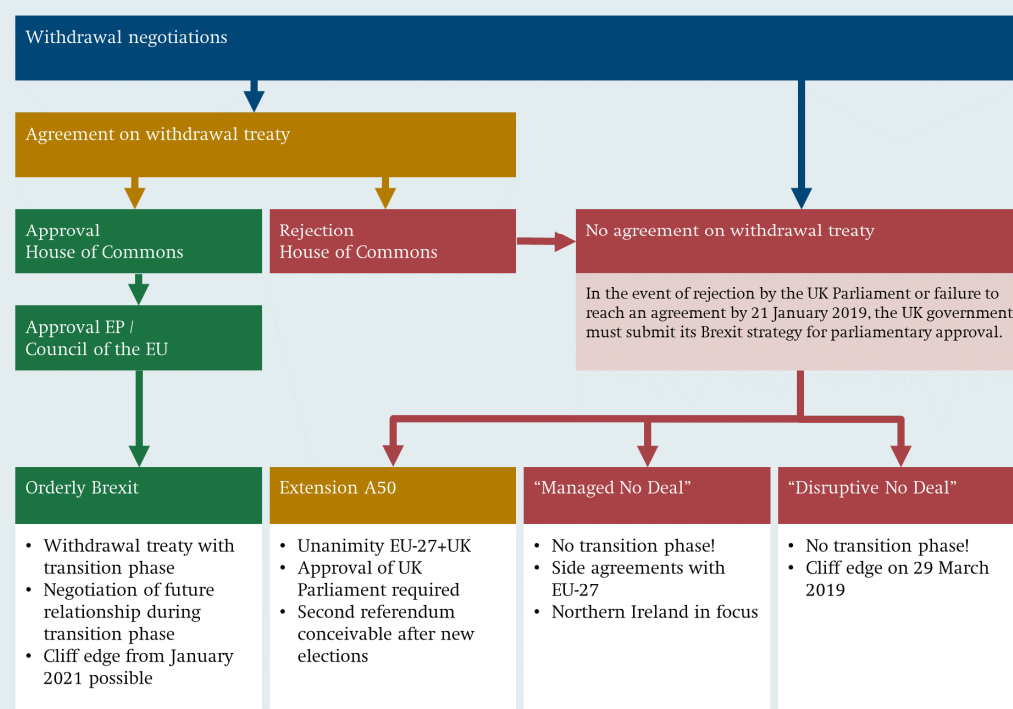 Withdrawal negotiations
Agreement on withdrawal treaty
Approval
House of Commons
Rejection
House of Commons
No agreement on withdrawal treaty
In the event of rejection by the UK Parliament or failure to
reach an agreement by 21 January 2019, the UK government
must submit its Brexit strategy for parliamentary approval.
Approval EP /
Council of the EU
Orderly Brexit
• Withdrawal treaty with
transition phase
• Negotiation of future
relationship during
transition phase
• Cliff edge from January
2021 possible
Extension A50
• Unanimity EU-27+UK
• Approval of UK
Parliament required
• Second referendum
conceivable after new
elections
“Managed No Deal”
• No transition phase!
• Side agreements with
EU-27
• Northern Ireland in focus
“Disruptive No Deal”
• No transition phase!
• Cliff edge on 29 March
2019